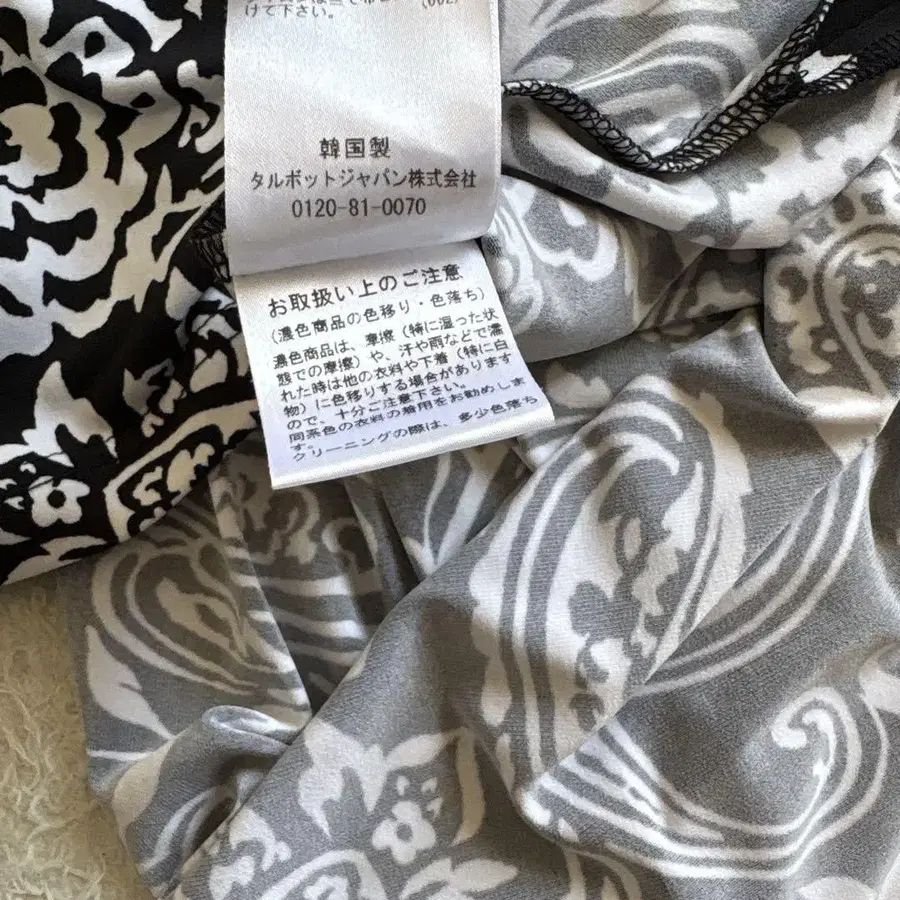 けて下さい。
(002)
韓国製
タルボットジャパン株式会社
0120-81-0070
お取扱い上のご注意
(濃色商品の色移り・色落ち)
濃色商品は、摩擦(特に湿った状
態での摩擦)や、汗や雨などで濡
れた時は他の衣料や下着(特に白
物)に色移りする場合があります
ので、十分ご注意下さい。
同系色の衣料の着用をお勧めしま
す。
クリーニングの際は、多少色落ち